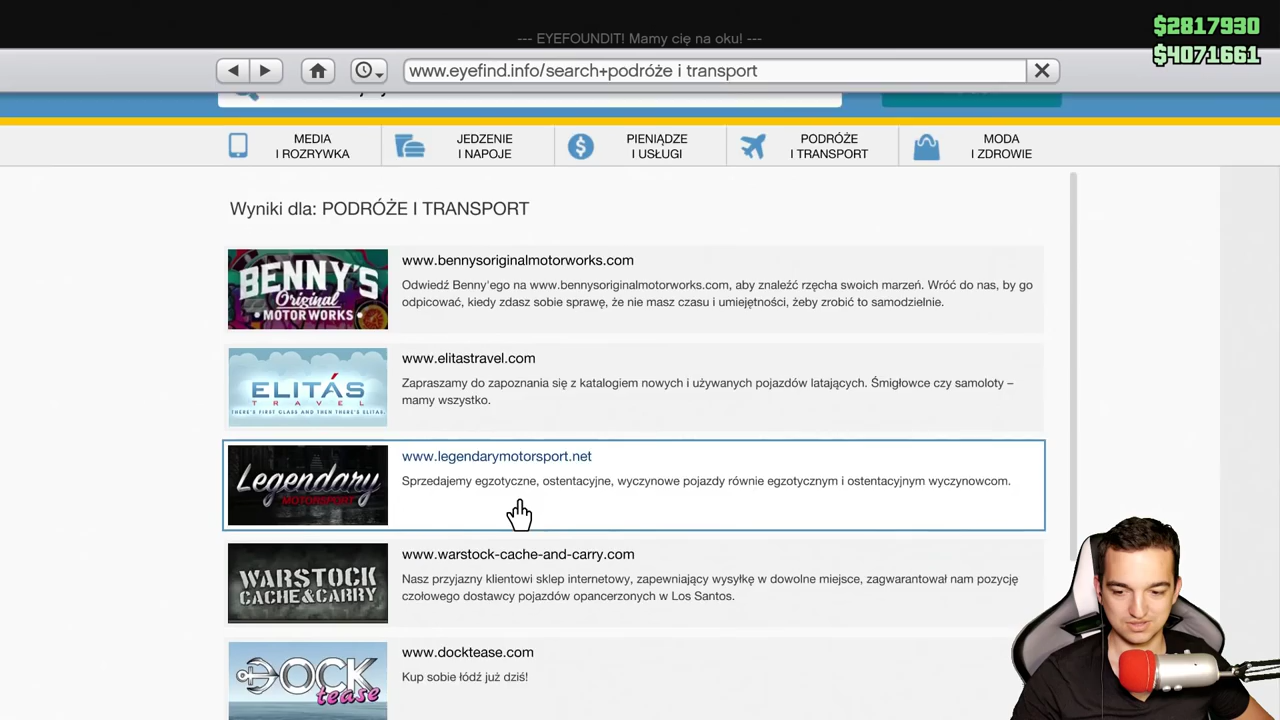 --- EYEFOUNDIT! Mamy cię na oku! ---
$2817930
$4071661
www.eyefind.info/search+podróże i transport
MEDIA
I ROZRYWKA
JEDZENIE
I NAPOJE
PIENIĄDZE
I USŁUGI
PODRÓŻE
I TRANSPORT
MODA
I ZDROWIE
Wyniki dla: PODRÓŻE I TRANSPORT
BENNY'S
Original
MOTOR WORKS
www.bennysoriginalmotorworks.com
Odwiedź Benny'ego na www.bennysoriginalmotorworks.com, aby znaleźć rzęcha swoich marzeń. Wróć do nas, by go
odpicować, kiedy zdasz sobie sprawę, że nie masz czasu i umiejętności, żeby zrobić to samodzielnie.
ELITÁS
TRAVEL
THERE'S FIRST CLASS AND THEN THERE'S ELITAS.
www.elitastravel.com
Zapraszamy do zapoznania się z katalogiem nowych i używanych pojazdów latających. Śmigłowce czy samoloty –
mamy wszystko.
Legendary
MOTORSPORT
www.legendarymotorsport.net
Sprzedajemy egzotyczne, ostentacyjne, wyczynowe pojazdy równie egzotycznym i ostentacyjnym wyczynowcom.
WARSTOCK
CACHE&CARRY
www.warstock-cache-and-carry.com
Nasz przyjazny klientowi sklep internetowy, zapewniający wysyłkę w dowolne miejsce, zagwarantował nam pozycję
czołowego dostawcy pojazdów opancerzonych w Los Santos.
DOCK
tease
www.docktease.com
Kup sobie łódź już dziś!